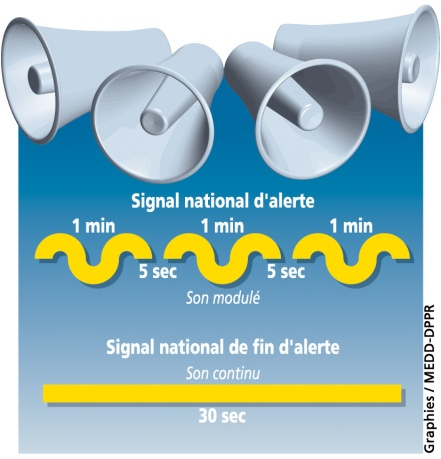 Signal national d'alerte
1 min 1 min 1 min
5 sec 5 sec
Son modulé
Signal national de fin d'alerte
Son continu
30 sec
Graphies / MEDD-DPPR